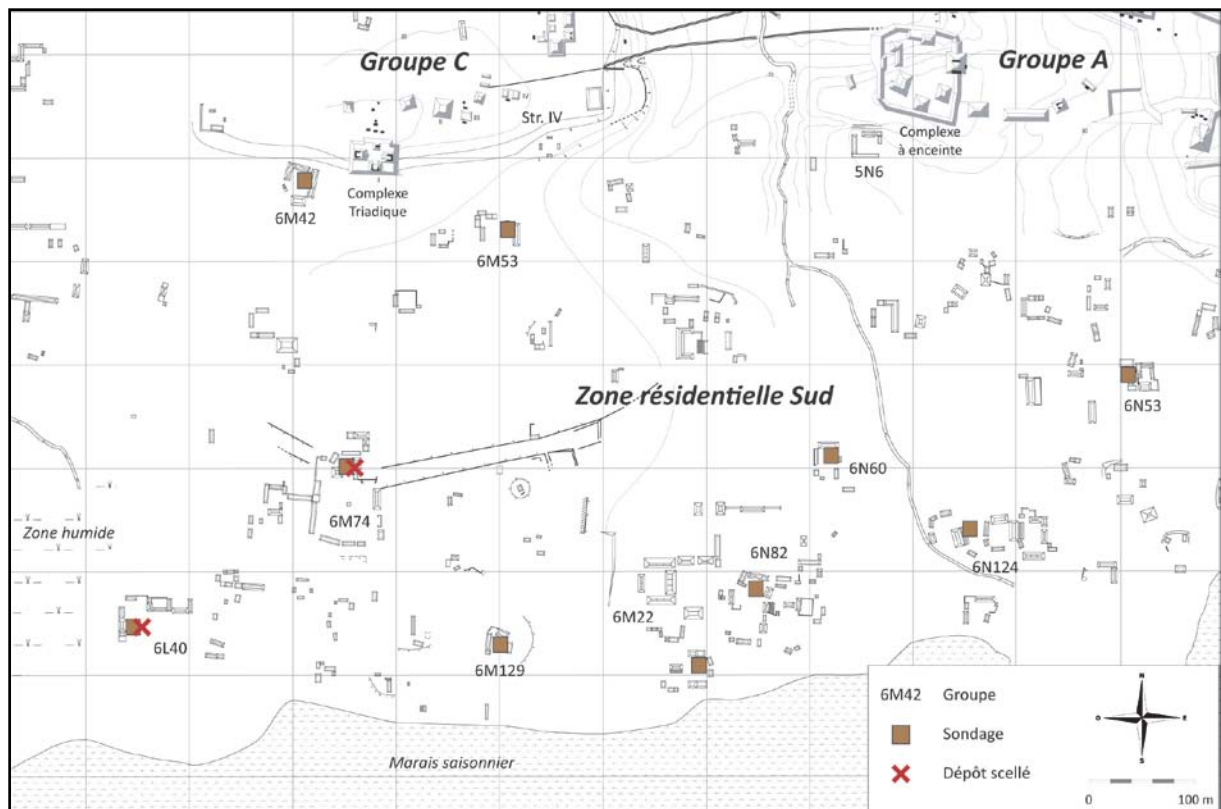 Groupe C
Groupe A
Str. IV
Complexe
à enceinte
5N6
Complexe
Triadique
6M42
6M53
Zone résidentielle Sud
6N53
6N60
6M74
Zone humide
6N82
6N124
6M22
6L40
6M129
Marais saisonnier
6M42 Groupe
Sondage
Dépôt scellé
N
O
E
S
0
100 m